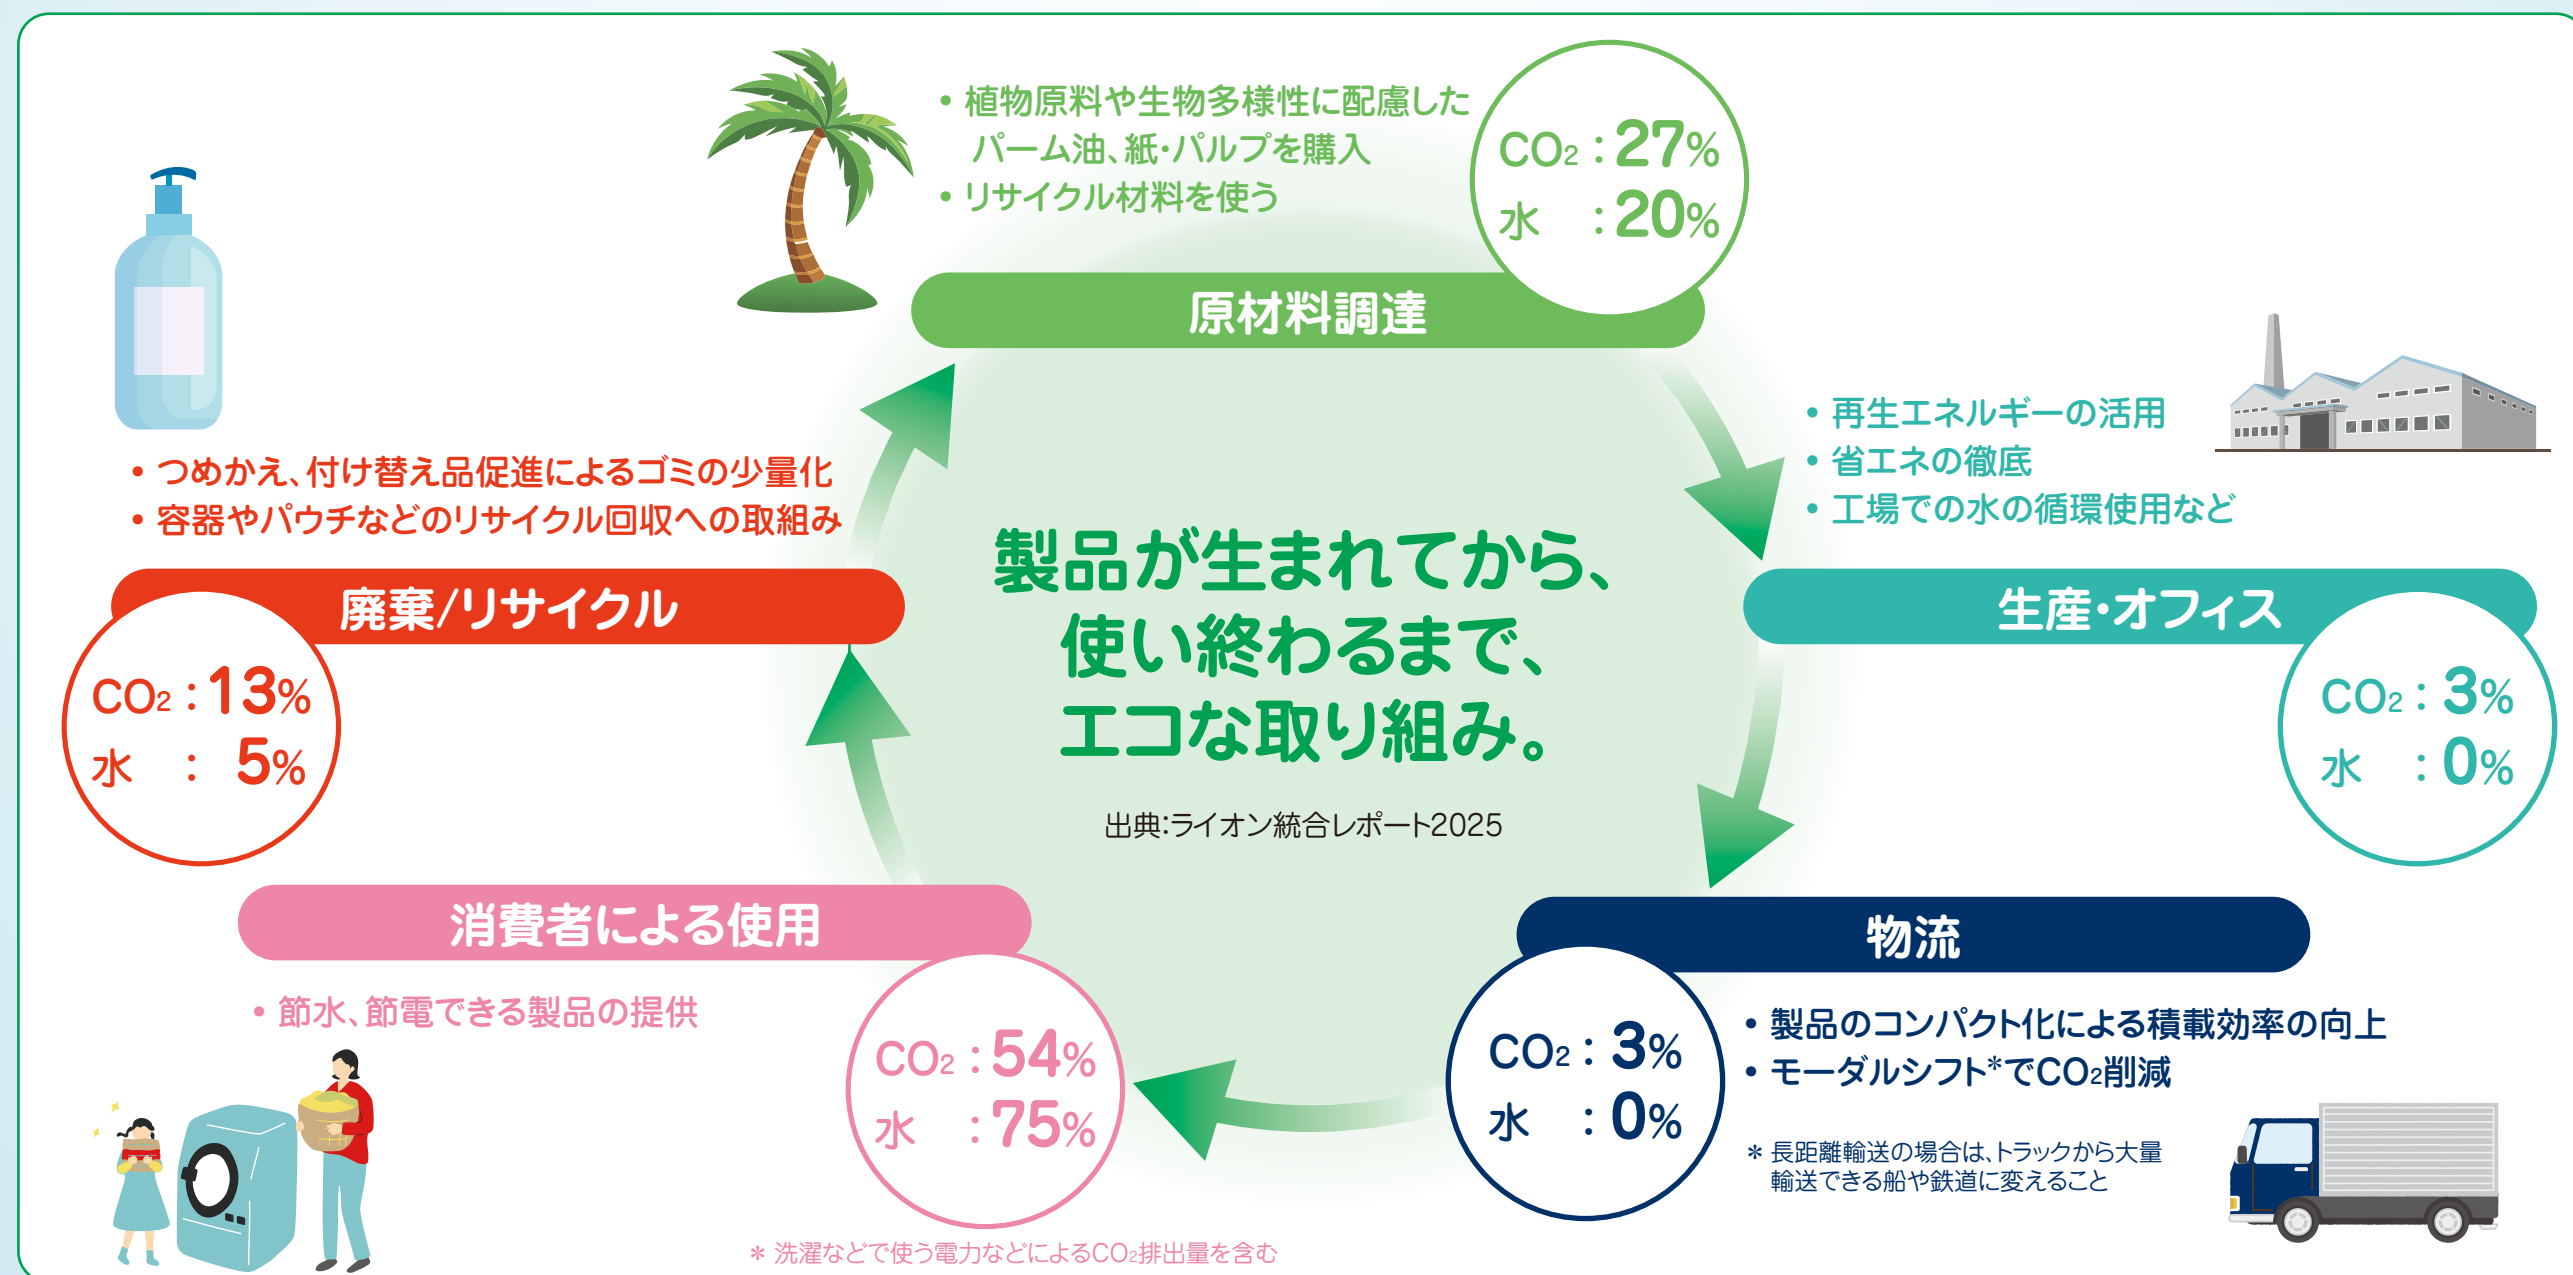 • 植物原料や生物多様性に配慮した
パーム油、紙・パルプを購入
• リサイクル材料を使う
CO2：27%
水　：20%
原材料調達
• 再生エネルギーの活用
• 省エネの徹底
• 工場での水の循環使用など
生産・オフィス
CO2：3%
水　：0%
物流
CO2：3%
水　：0%
• 製品のコンパクト化による積載効率の向上
• モーダルシフト*でCO2削減
* 長距離輸送の場合は、トラックから大量
輸送できる船や鉄道に変えること
消費者による使用
• 節水、節電できる製品の提供
CO2：54%
水　：75%
* 洗濯などで使う電力などによるCO2排出量を含む
• つめかえ、付け替え品促進によるゴミの少量化
• 容器やパウチなどのリサイクル回収への取組み
廃棄/リサイクル
CO2：13%
水　：5%
製品が生まれてから、
使い終わるまで、
エコな取り組み。
出典：ライオン統合レポート2025